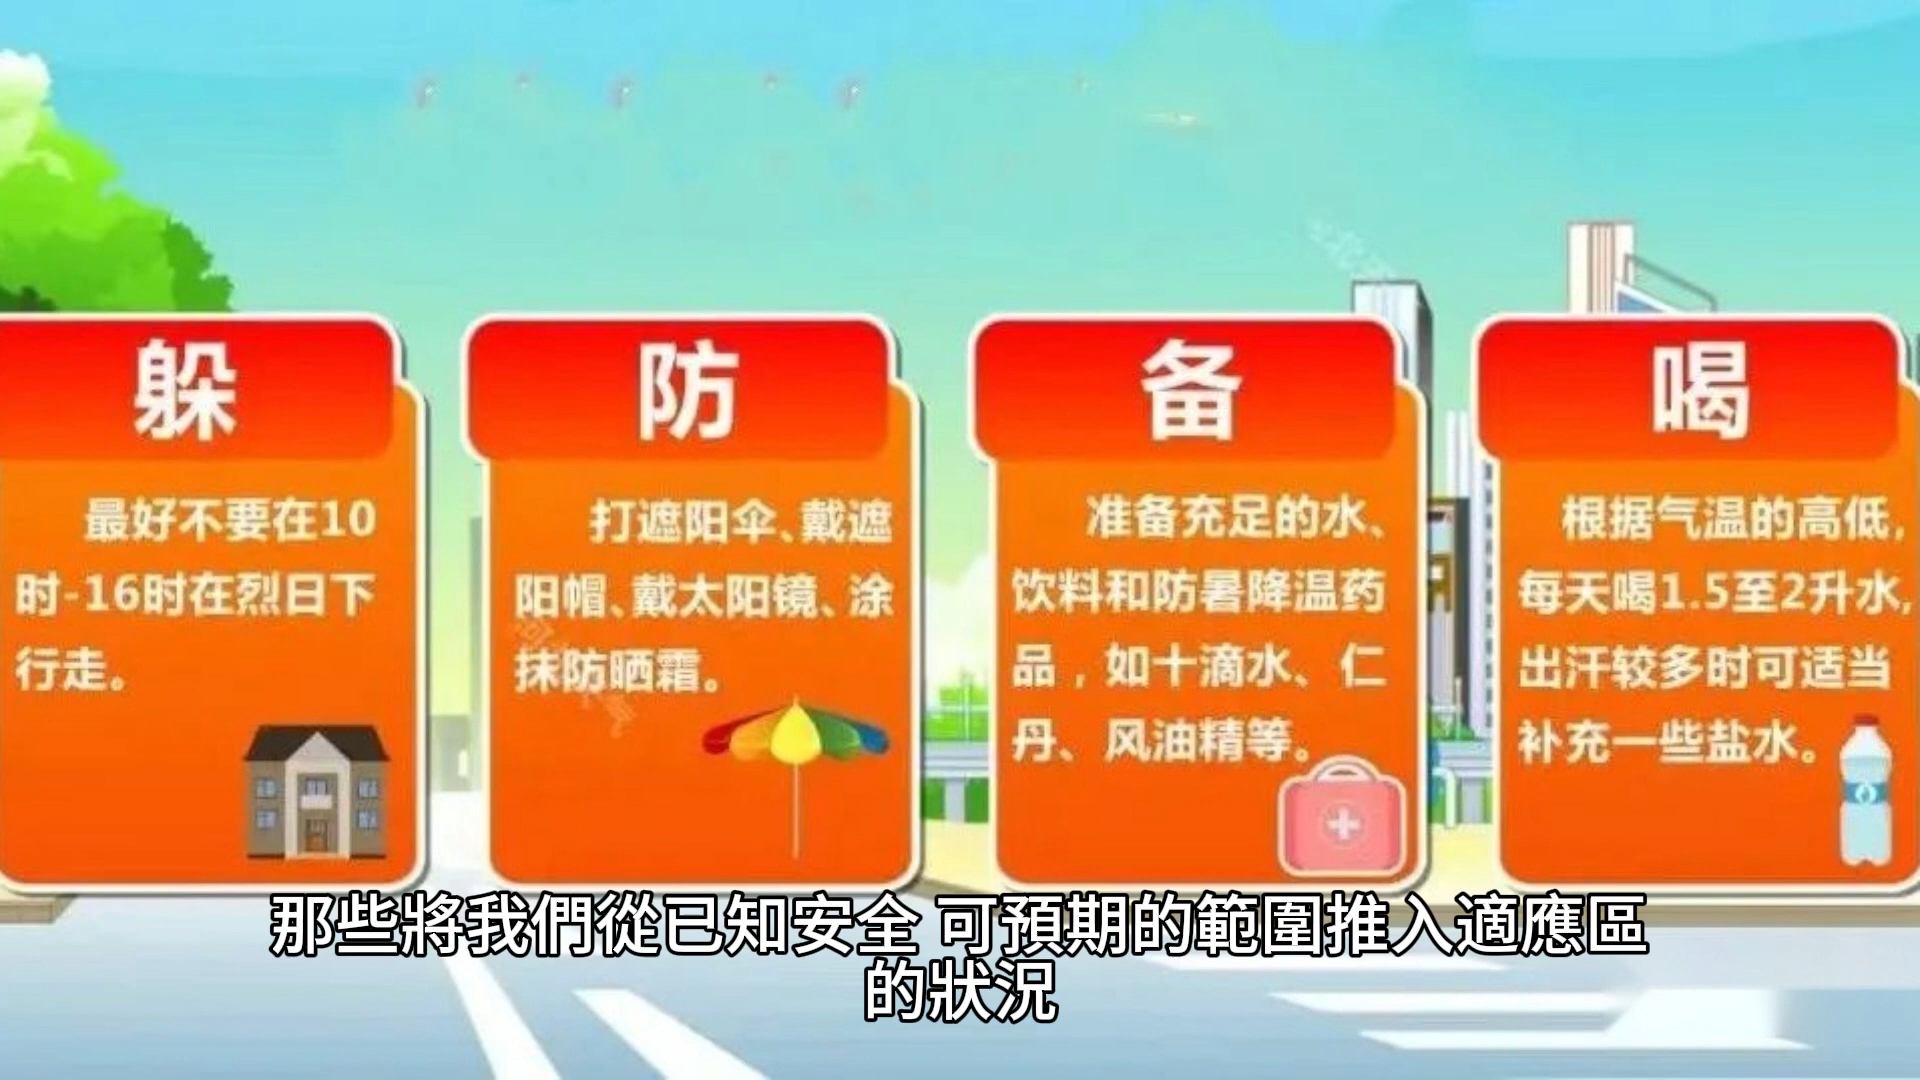 躲
最好不要在10
时-16时在烈日下
行走。
防
打遮阳伞、戴遮
阳帽、戴太阳镜、涂
抹防晒霜。
备
准备充足的水、
饮料和防暑降温药
品，如十滴水、仁
丹、风油精等。
喝
根据气温的高低,
每天喝1.5至2升水,
出汗较多时可适当
补充一些盐水。
那些將我們從已知安全 可預期的範圍推入適應區
的狀況